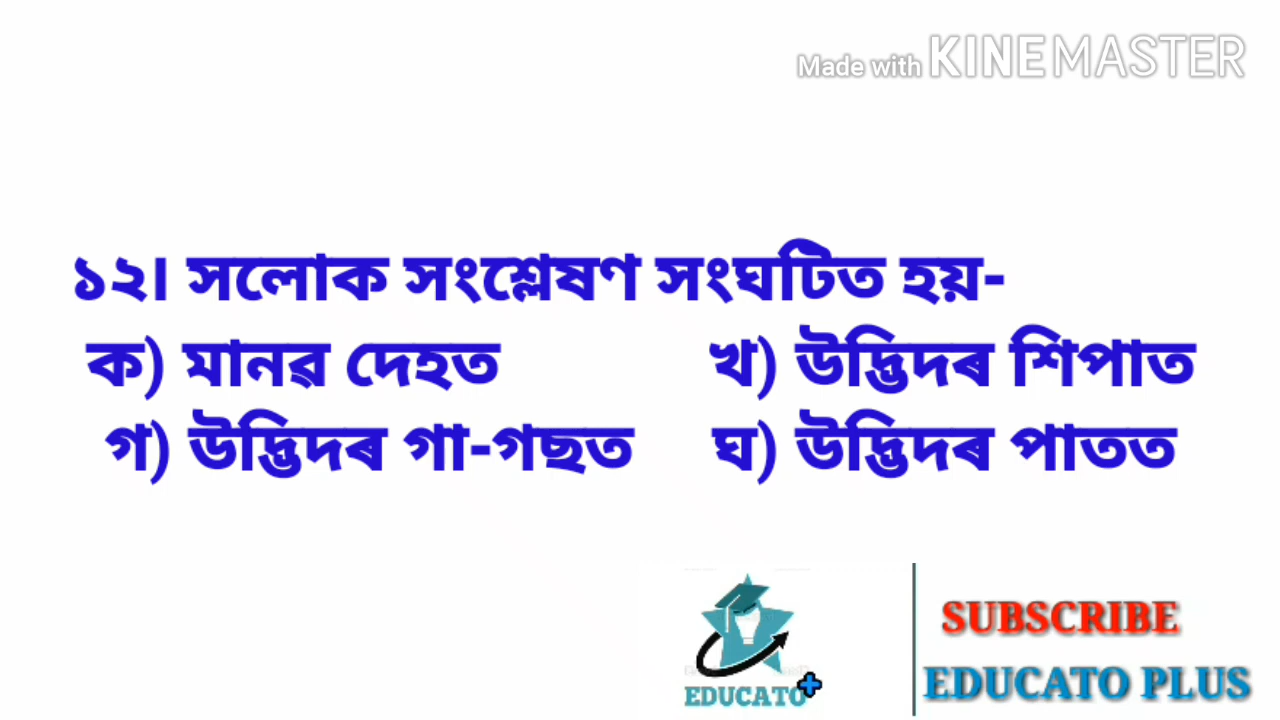 Made with KINEMASTER
১২। সলোক সংশ্লেষণ সংঘটিত হয়-
ক) মানৱ দেহত খ) উদ্ভিদৰ শিপাত
গ) উদ্ভিদৰ গা-গছত ঘ) উদ্ভিদৰ পাতত
SUBSCRIBE
EDUCATO PLUS
EDUCATO+